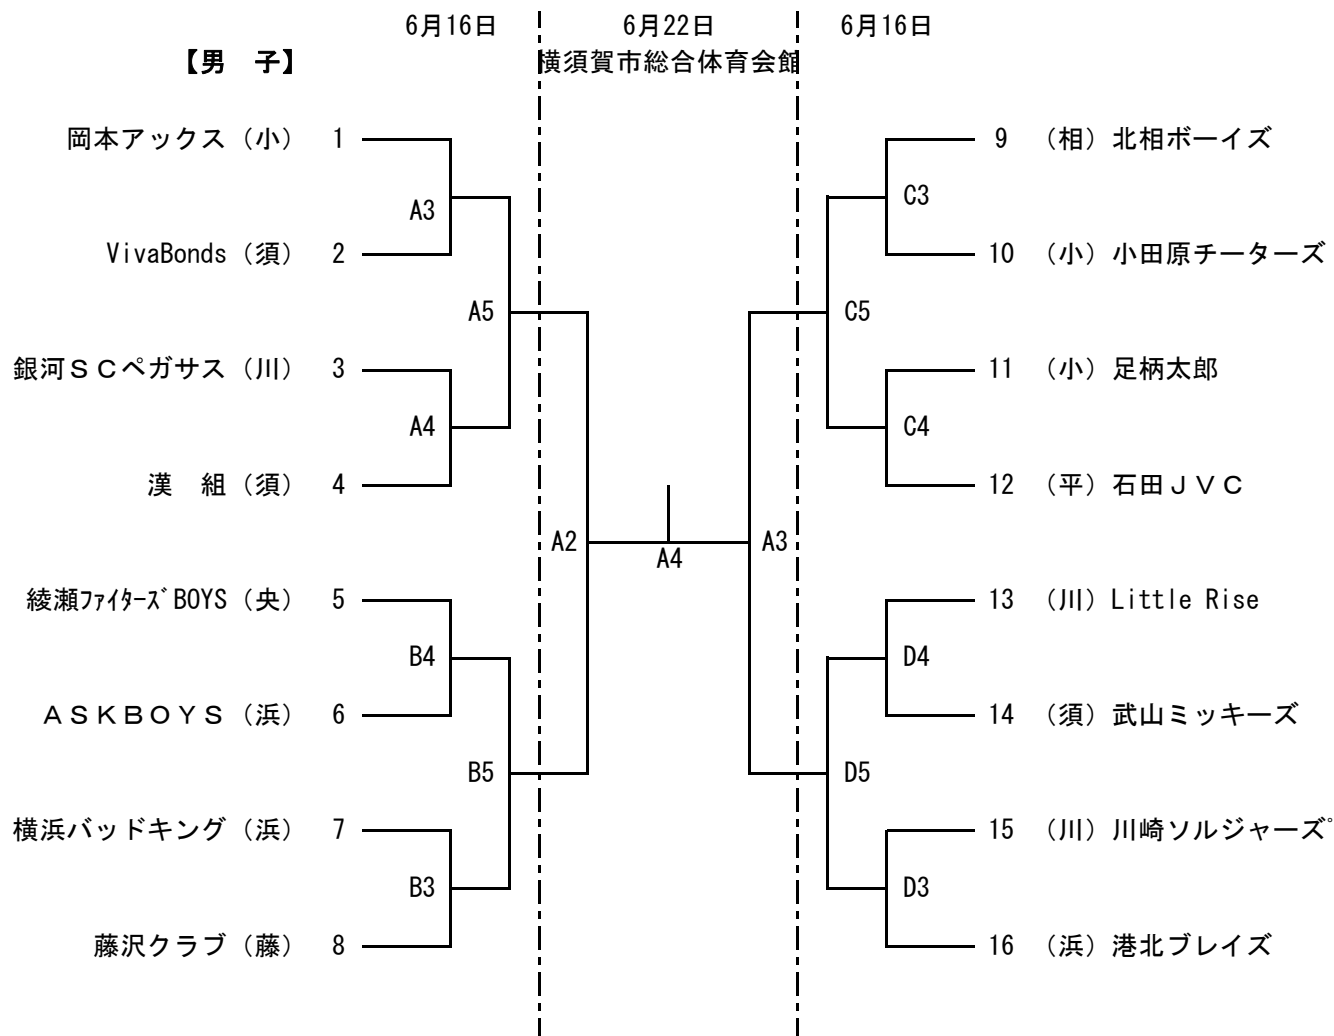 6月16日 6月22日 6月16日
【男 子】 横須賀市総合体育会館
岡本アックス（小） 1 9 （相）北相ボーイズ
A3 C3
VivaBonds（須） 2 10 （小）小田原チーターズ
A5 C5
銀河ＳＣペガサス（川） 3 11 （小）足柄太郎
A4 C4
漢 組（須） 4 12 （平）石田ＪＶＣ
A2 A4 A3
綾瀬ﾌｧｲﾀｰｽﾞBOYS（央） 5 13 （川）Little Rise
B4 D4
ＡＳＫＢＯＹＳ（浜） 6 14 （須）武山ミッキーズ
B5 D5
横浜バッドキング（浜） 7 15 （川）川崎ソルジャーズﾟ
B3 D3
藤沢クラブ（藤） 8 16 （浜）港北ブレイズ